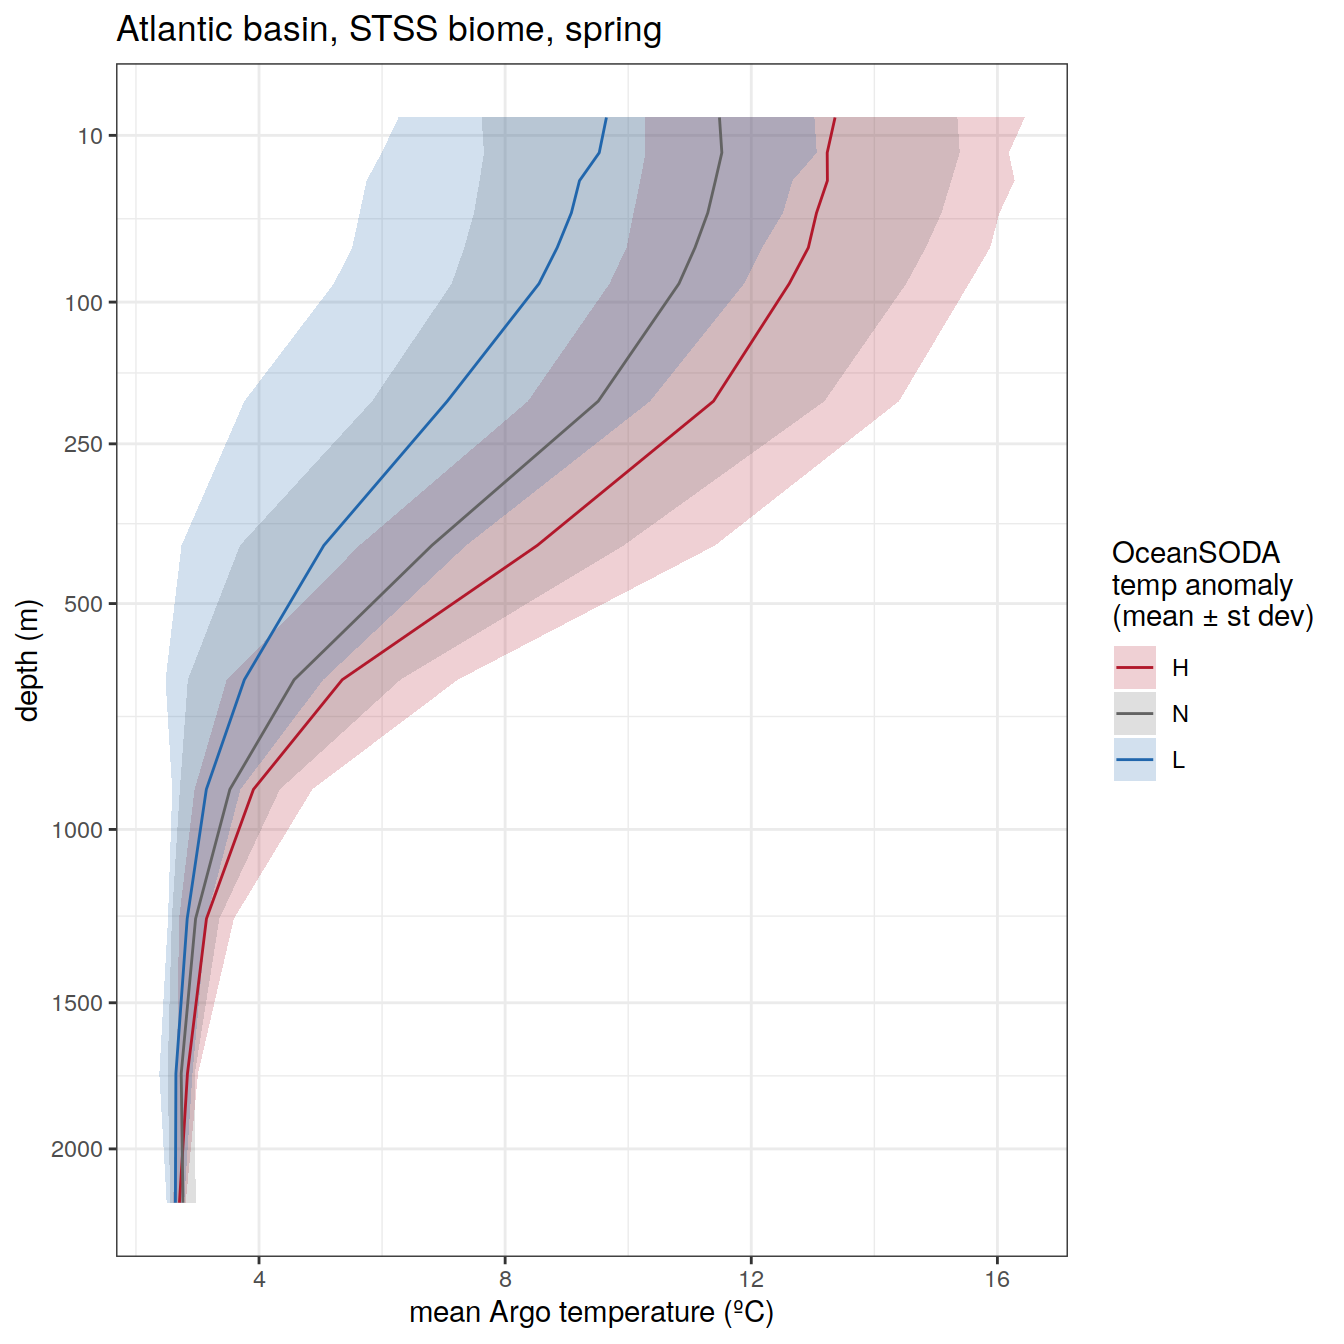 Atlantic basin, STSS biome, spring
10
100
250
500
1000
1500
2000
depth (m)
4
8
12
16
mean Argo temperature (ºC)
OceanSODA
temp anomaly
(mean ± st dev)
H
N
L